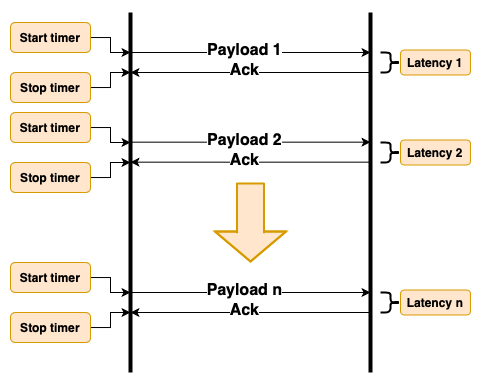 Start timer
Payload 1
Ack
Latency 1
Stop timer
Start timer
Payload 2
Ack
Latency 2
Stop timer
Start timer
Payload n
Ack
Latency n
Stop timer